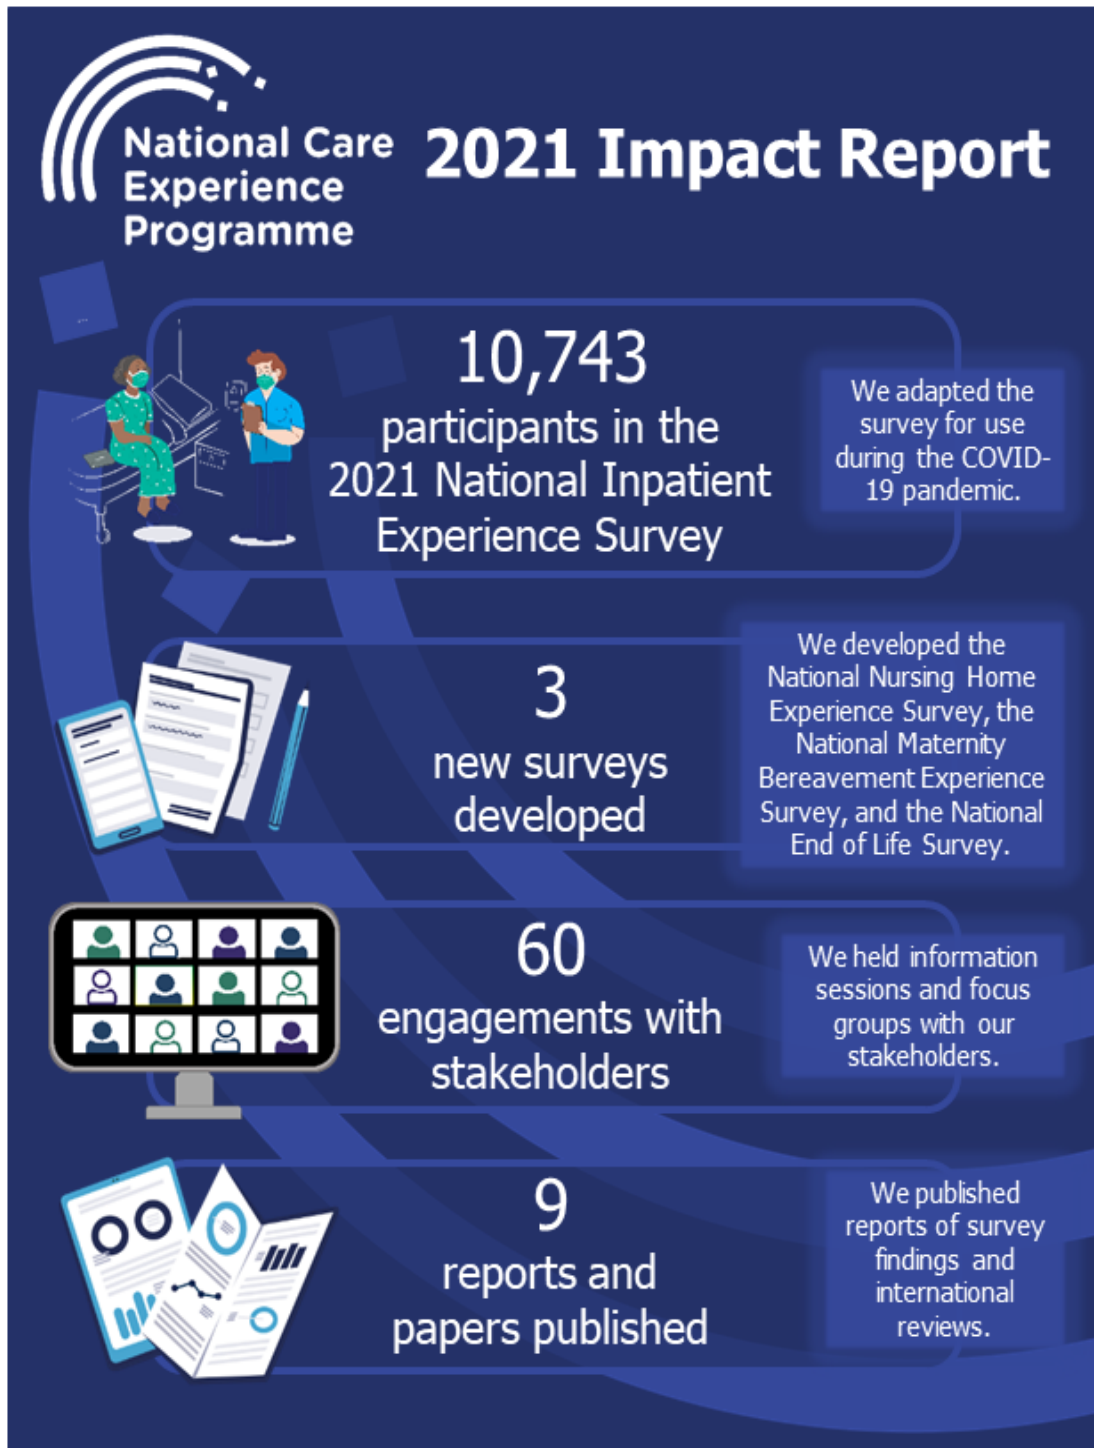 National Care
Experience
Programme
2021 Impact Report
10,743
participants in the
2021 National Inpatient
Experience Survey
We adapted the
survey for use
during the COVID-
19 pandemic.
3
new surveys
developed
We developed the
National Nursing Home
Experience Survey, the
National Maternity
Bereavement Experience
Survey, and the National
End of Life Survey.
60
engagements with
stakeholders
We held information
sessions and focus
groups with our
stakeholders.
9
reports and
papers published
We published
reports of survey
findings and
international
reviews.